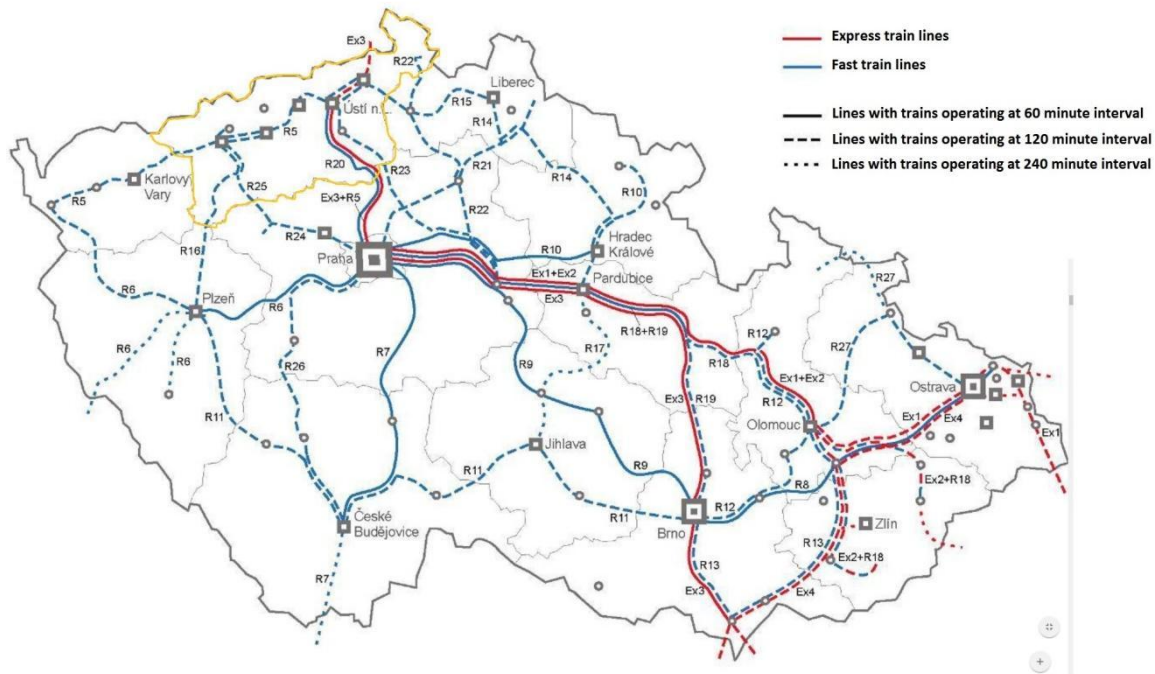 Express train lines
Fast train lines
Lines with trains operating at 60 minute interval
Lines with trains operating at 120 minute interval
Lines with trains operating at 240 minute interval
Ex3
R22
Liberec
R15
Ústí n.L.
R14
R5
R20
R21
R23
Karlovy
Vary
R5
R25
R14
R10
Ex3+R5
R22
R24
R16
Praha
R10
Hradec
Králové
Ex1+Ex2
Pardubice
Ex3
R27
R6
Plzeň
R6
R7
R18+R19
R12
R18
R27
R6
R6
R26
R9
R17
Ex1+Ex2
R12
Ostrava
Ex3
R19
R11
Olomouc
Ex1
Ex4
Ex1
Jihlava
R9
R11
R8
Ex2+R18
R12
R11
České
Budějovice
Brno
Zlín
R13
Ex2+R18
R7
R13
Ex3
Ex4